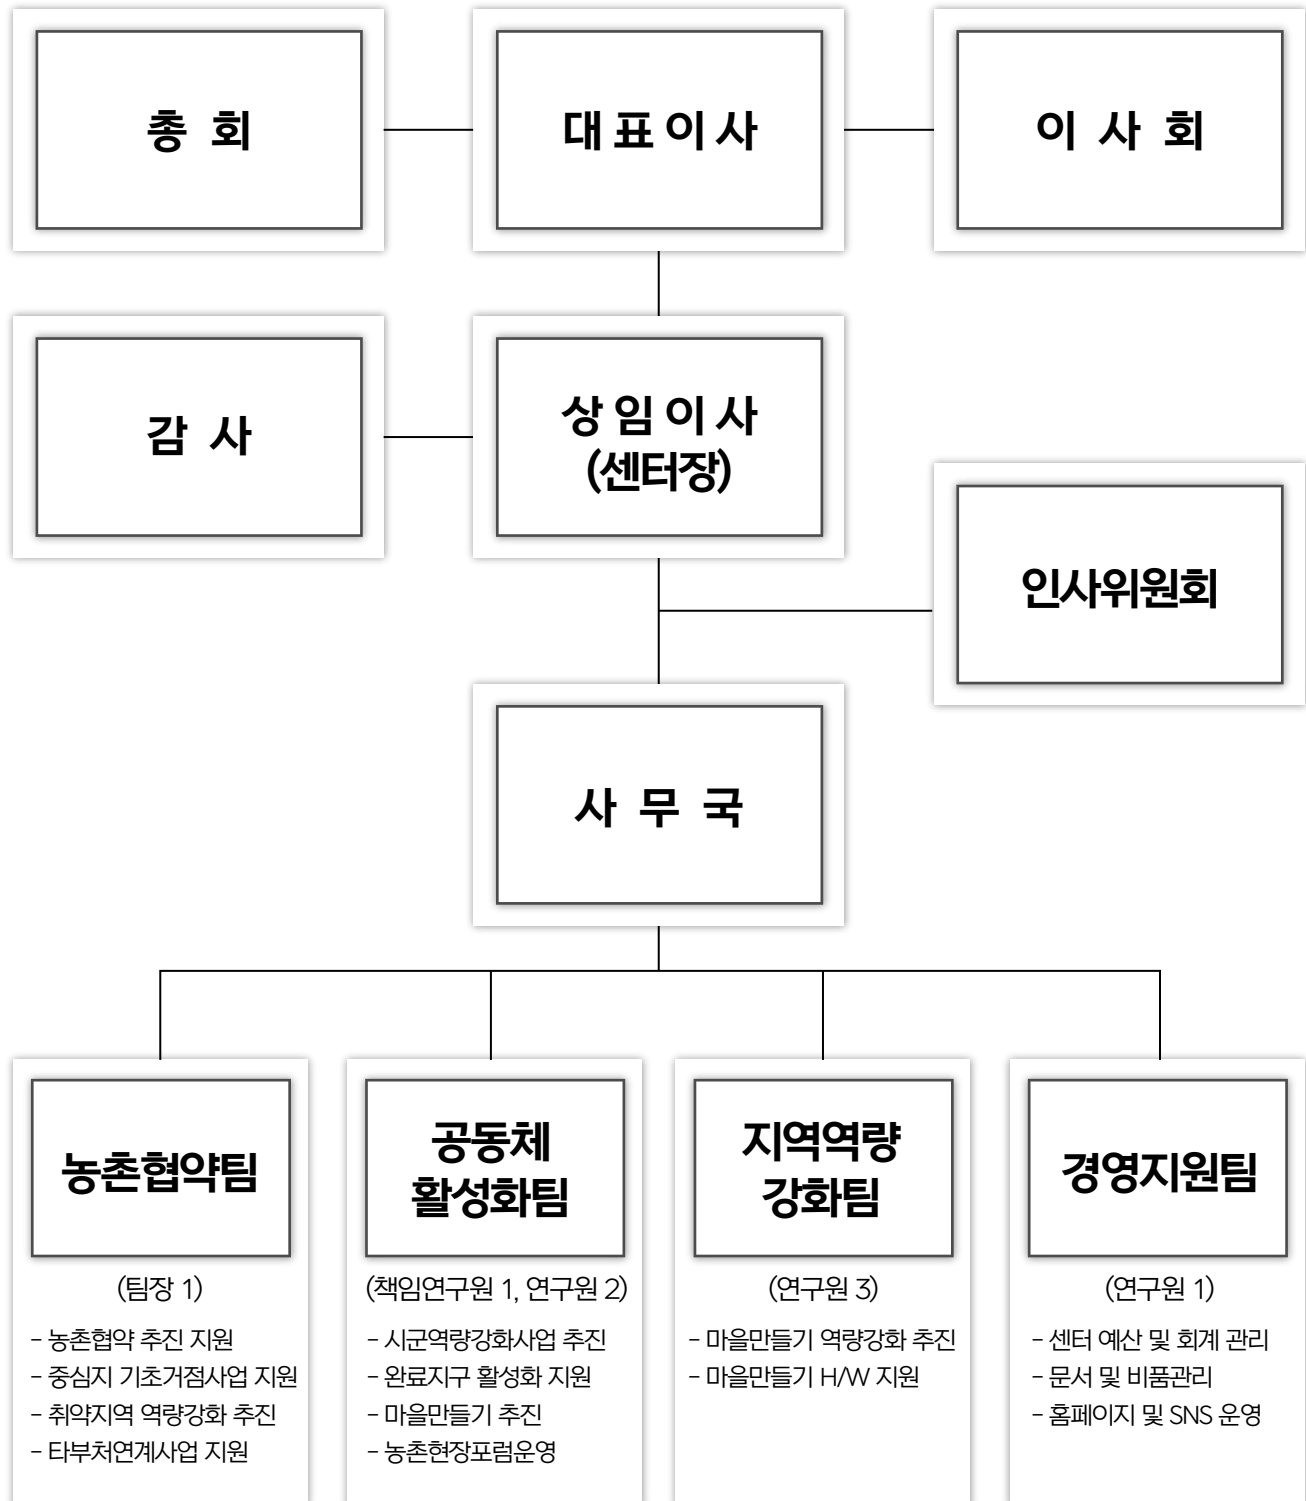 총 회
대 표 이 사
이 사 회
감 사
상 임 이 사
(센터장)
인사위원회
사 무 국
농촌협약팀
(팀장 1)
- 농촌협약 추진 지원
- 중심지 기초거점사업 지원
- 취약지역 역량강화 추진
- 타부처연계사업 지원
공동체
활성화팀
(책임연구원 1, 연구원 2)
- 시군역량강화사업 추진
- 완료지구 활성화 지원
- 마을만들기 추진
- 농촌현장포럼운영
지역역량
강화팀
(연구원 3)
- 마을만들기 역량강화 추진
- 마을만들기 H/W 지원
경영지원팀
(연구원 1)
- 센터 예산 및 회계 관리
- 문서 및 비품관리
- 홈페이지 및 SNS 운영